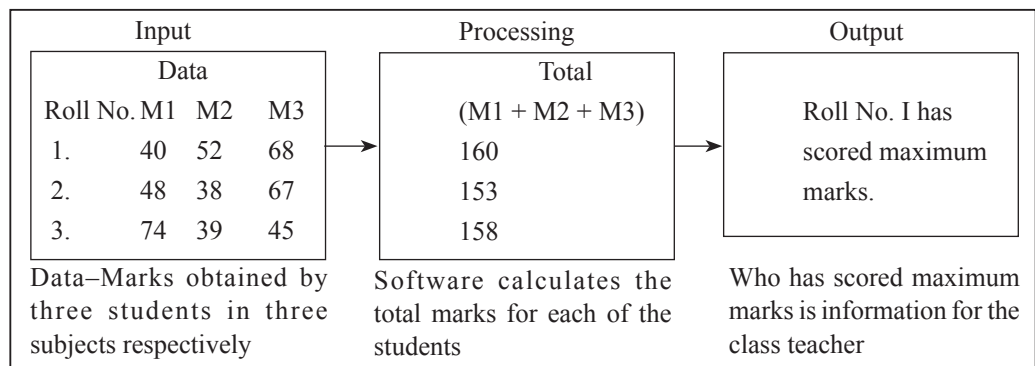 Input
Data
Roll No. M1 M2 M3
1. 40 52 68
2. 48 38 67
3. 74 39 45
Data–Marks obtained by
three students in three
subjects respectively
Processing
Total
(M1 + M2 + M3)
160
153
158
Software calculates the
total marks for each of the
students
Output
Roll No. I has
scored maximum
marks.
Who has scored maximum
marks is information for the
class teacher